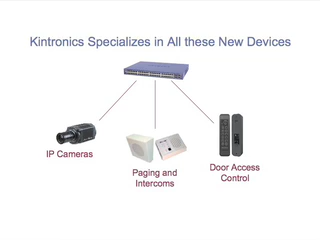 Kintronics Specializes in All these New Devices
IP Cameras
Paging and
Intercoms
Door Access
Control